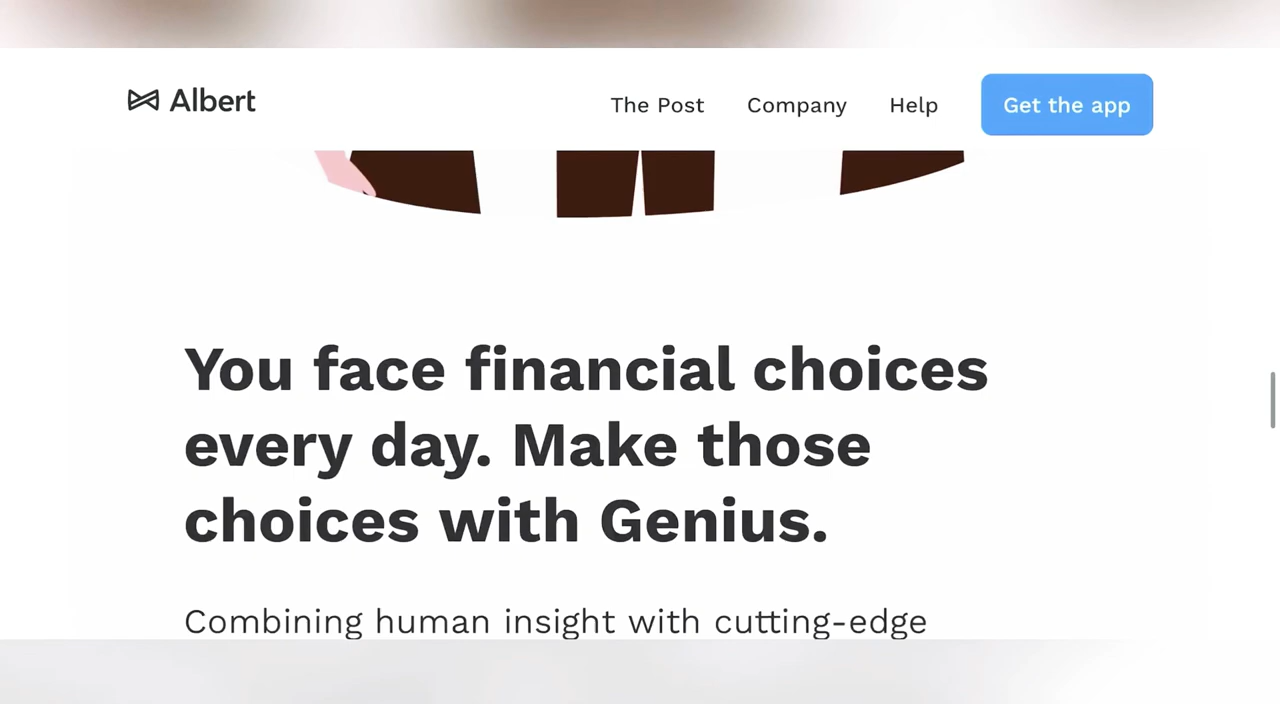 Albert
The Post Company Help Get the app
You face financial choices
every day. Make those
choices with Genius.
Combining human insight with cutting-edge